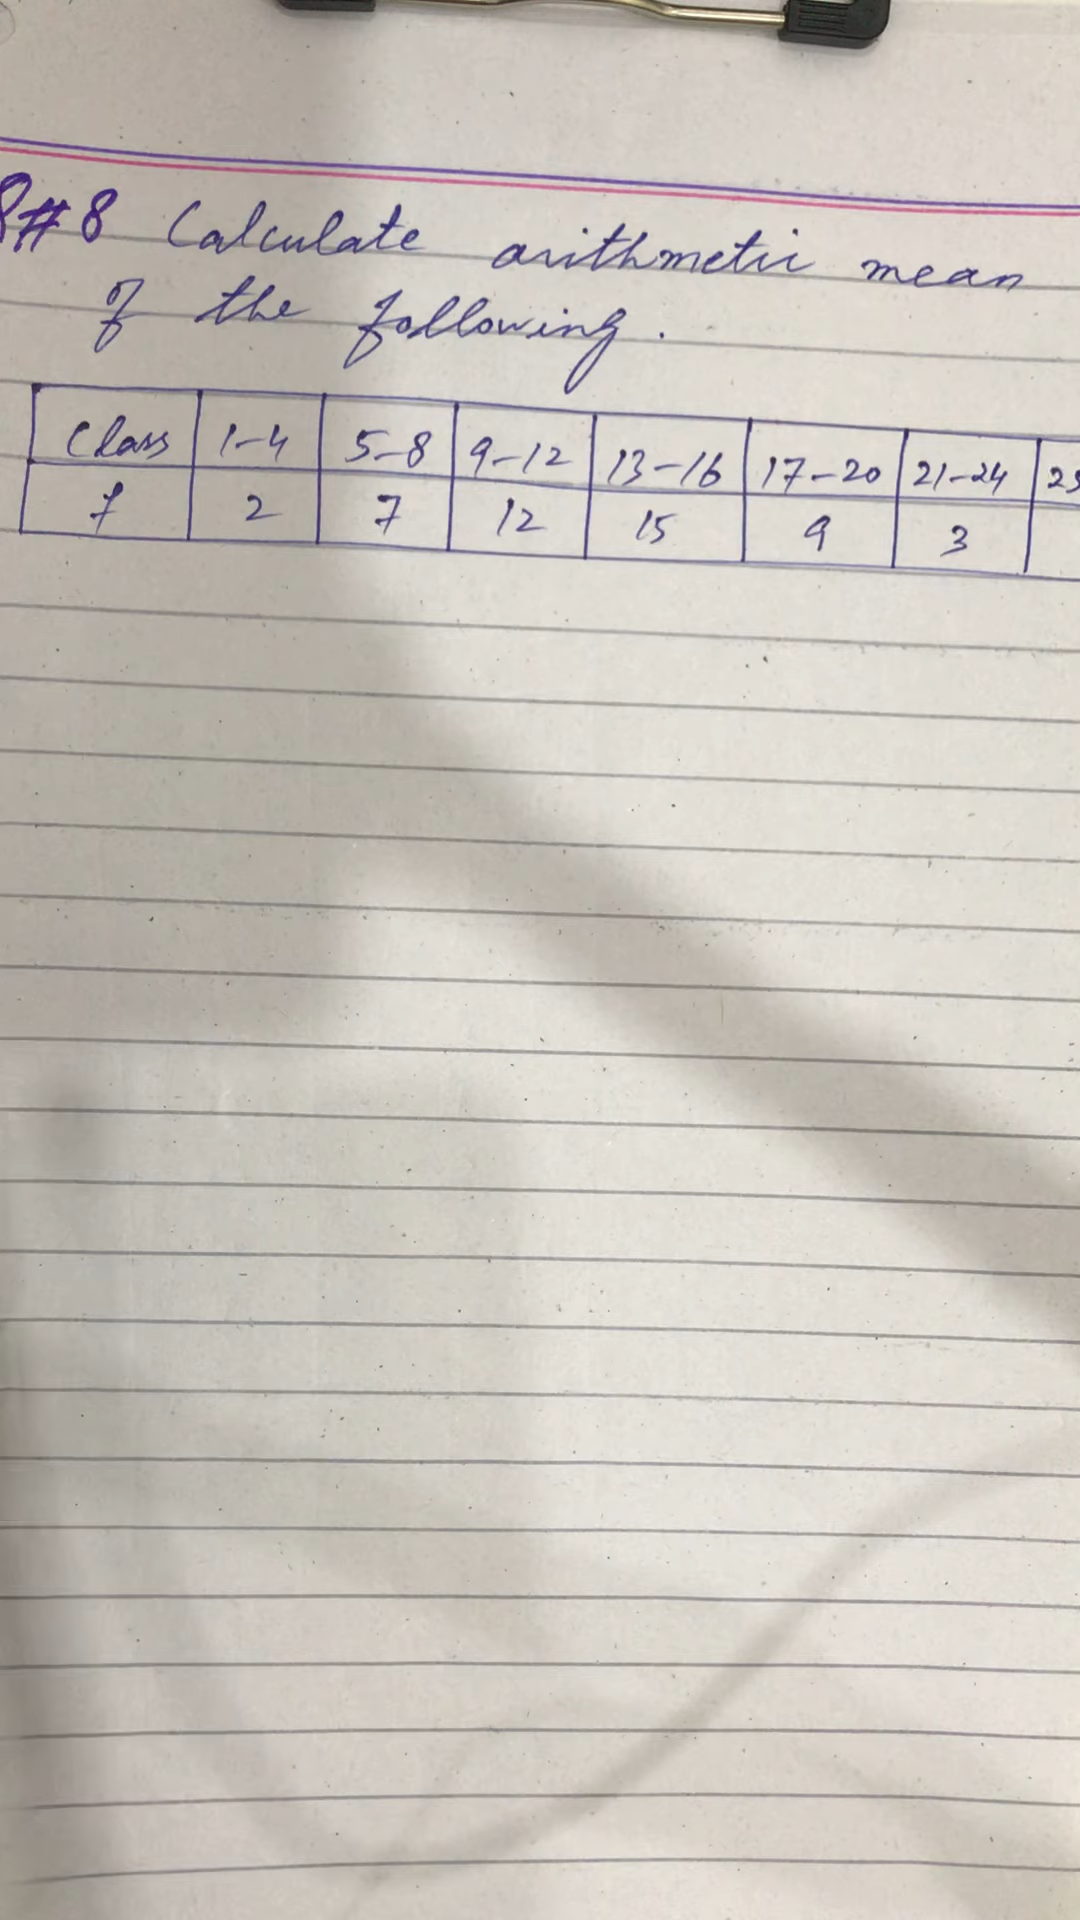 Q#8 Calculate arithmetic mean
of the following.
Class 1-4 5-8 9-12 13-16 17-20 21-24
f 2 7 12 15 9 3